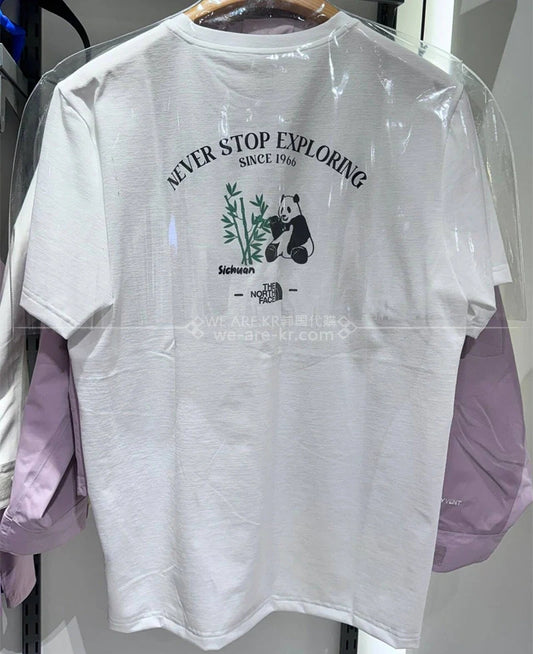 NEVER STOP EXPLORING
SINCE 1966
Sichuan
THE
NORTH
FACE
WE ARE KR韩国代購
we-are-kr.com